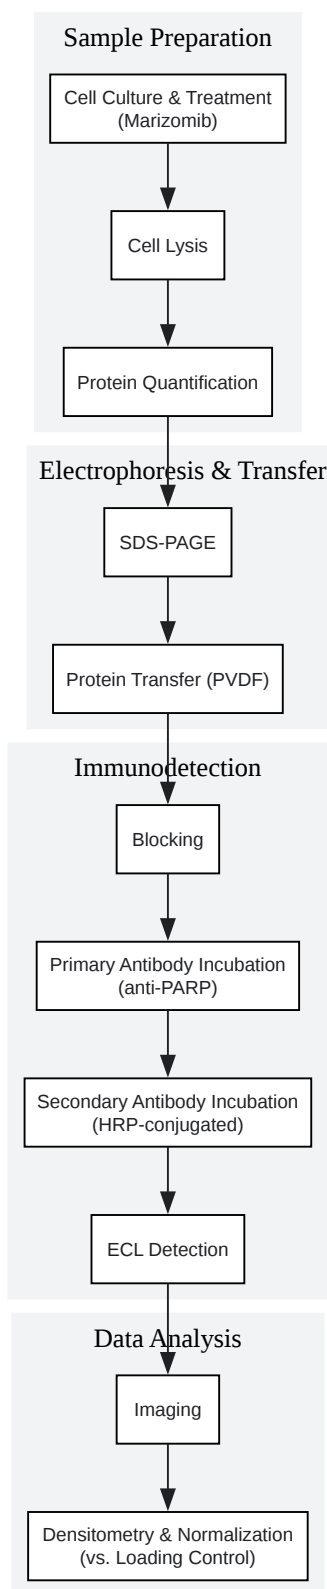 Sample Preparation
Cell Culture & Treatment
(Marizomib)
Cell Lysis
Protein Quantification
Electrophoresis & Transfer
SDS-PAGE
Protein Transfer (PVDF)
Immunodetection
Blocking
Primary Antibody Incubation
(anti-PARP)
Secondary Antibody Incubation
(HRP-conjugated)
ECL Detection
Data Analysis
Imaging
Densitometry & Normalization
(vs. Loading Control)